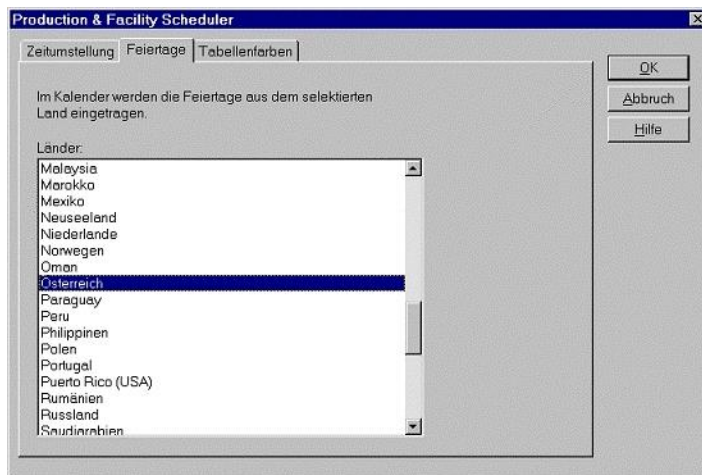 Production & Facility Scheduler
Zeitumstellung Feiertage Tabellenfarben
OK
Abbruch
Hilfe
Im Kalender werden die Feiertage aus dem selektierten
Land eingetragen.
Länder:
Malaysia
Marokko
Mexiko
Neuseeland
Niederlande
Norwegen
Oman
Österreich
Paraguay
Peru
Philippinen
Polen
Portugal
Puerto Rico (USA)
Rumänien
Russland
Saudiarabien